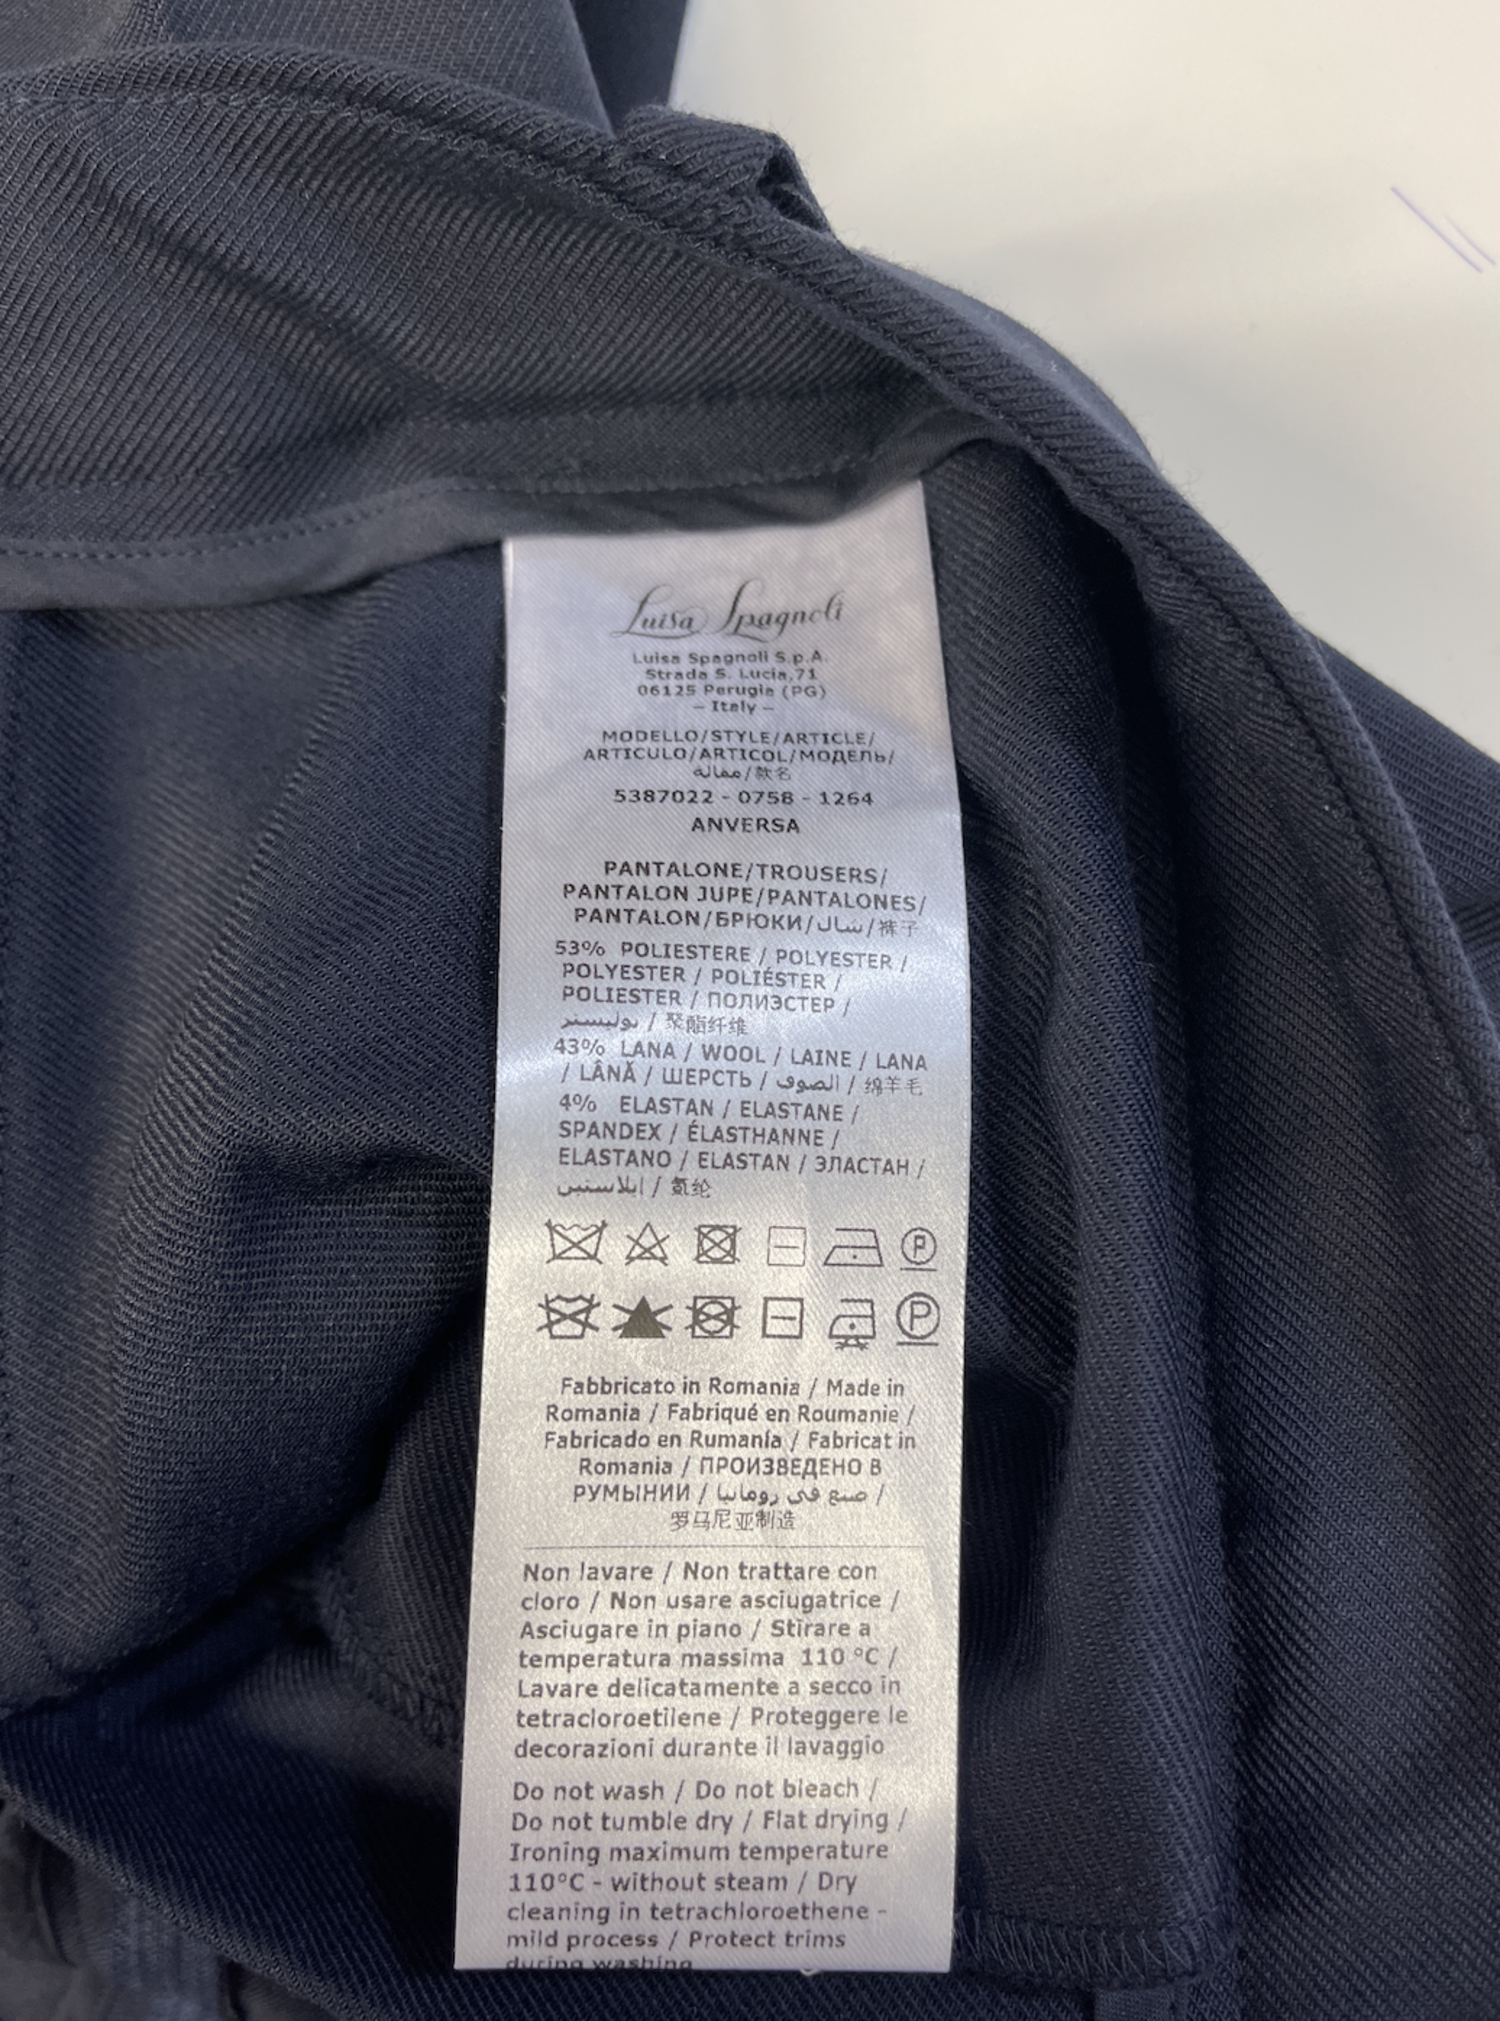 Luisa Spagnoli
Luisa Spagnoli S.p.A.
Strada S. Lucia,71
06125 Perugia (PG)
– Italy –
MODELLO/STYLE/ARTICLE/
ARTICULO/ARTICOL/МОДЕЛЬ/
مقالة/款名
5387022 - 0758 - 1264
ANVERSA
PANTALONE/TROUSERS/
PANTALON JUPE/PANTALONES/
PANTALON/БРЮКИ/شال/裤子
53% POLIESTERE / POLYESTER /
POLYESTER / POLIÉSTER /
POLIESTER / ПОЛИЭСТЕР /
بوليستر / 聚酯纤维
43% LANA / WOOL / LAINE / LANA
/ LÂNĂ / ШЕРСТЬ / الصوف / 绵羊毛
4% ELASTAN / ELASTANE /
SPANDEX / ÉLASTHANNE /
ELASTANO / ELASTAN / ЭЛАСТАН /
ايلاستين / 氨纶
P
P
Fabbricato in Romania / Made in
Romania / Fabriqué en Roumanie /
Fabricado en Rumanía / Fabricat in
Romania / ПРОИЗВЕДЕНО В
РУМЫНИИ / صنع في رومانيا /
罗马尼亚制造
Non lavare / Non trattare con
cloro / Non usare asciugatrice /
Asciugare in piano / Stirare a
temperatura massima 110 °C /
Lavare delicatamente a secco in
tetracloroetilene / Proteggere le
decorazioni durante il lavaggio
Do not wash / Do not bleach /
Do not tumble dry / Flat drying /
Ironing maximum temperature
110°C - without steam / Dry
cleaning in tetrachloroethene -
mild process / Protect trims
during washing